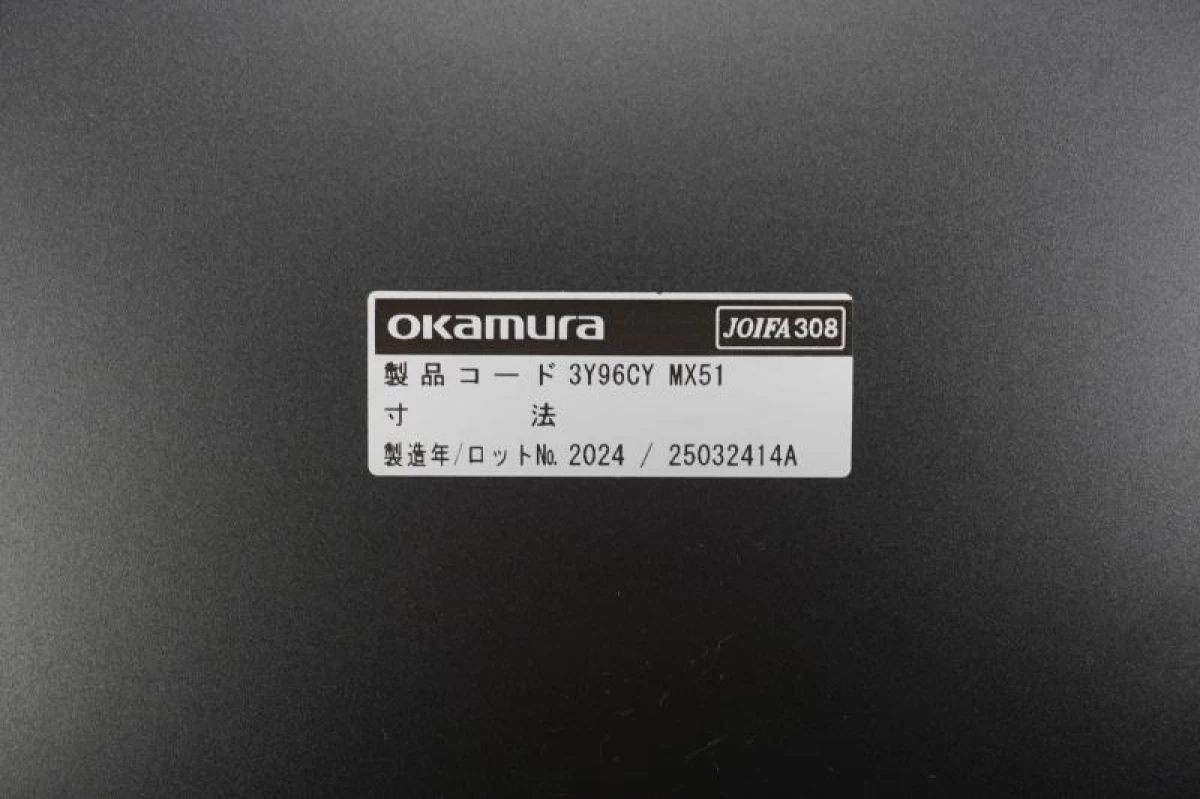 okamura JOIFA308
製品コード 3Y96CY MX51
寸法
製造年/ロット№ 2024 / 25032414A